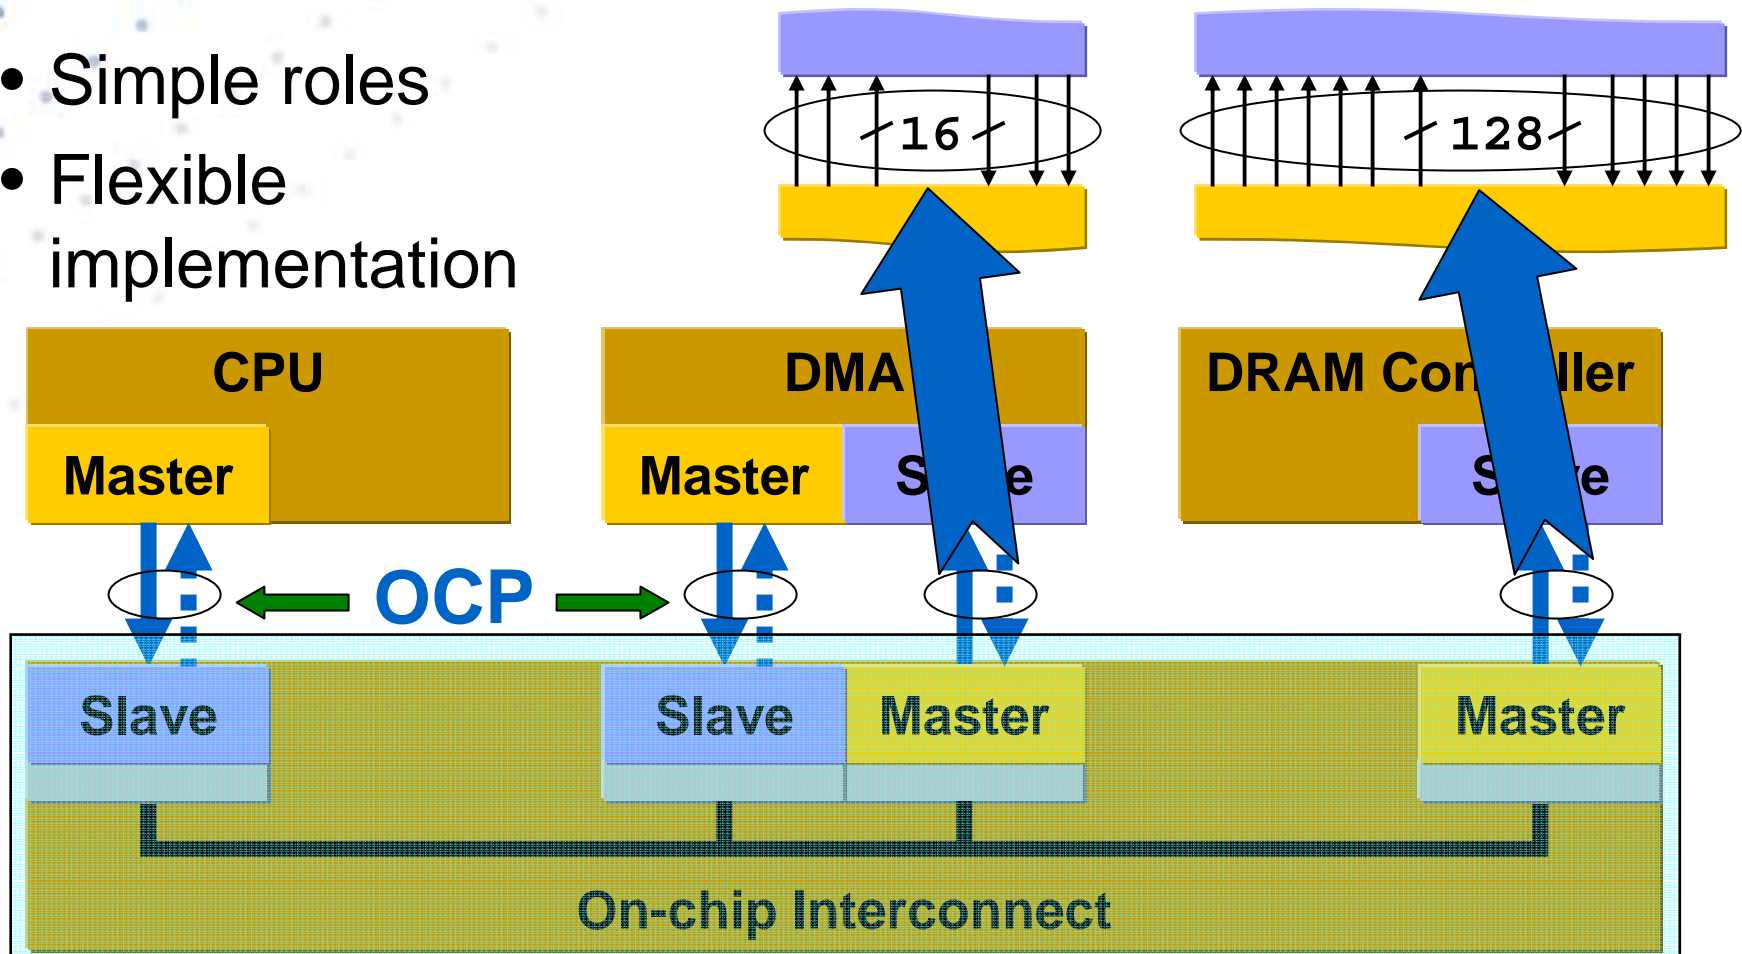 • Simple roles
• Flexible
implementation
16
128
CPU
DMA
Master
Master
OCP
Slave
Slave
Master
Master
On-chip Interconnect